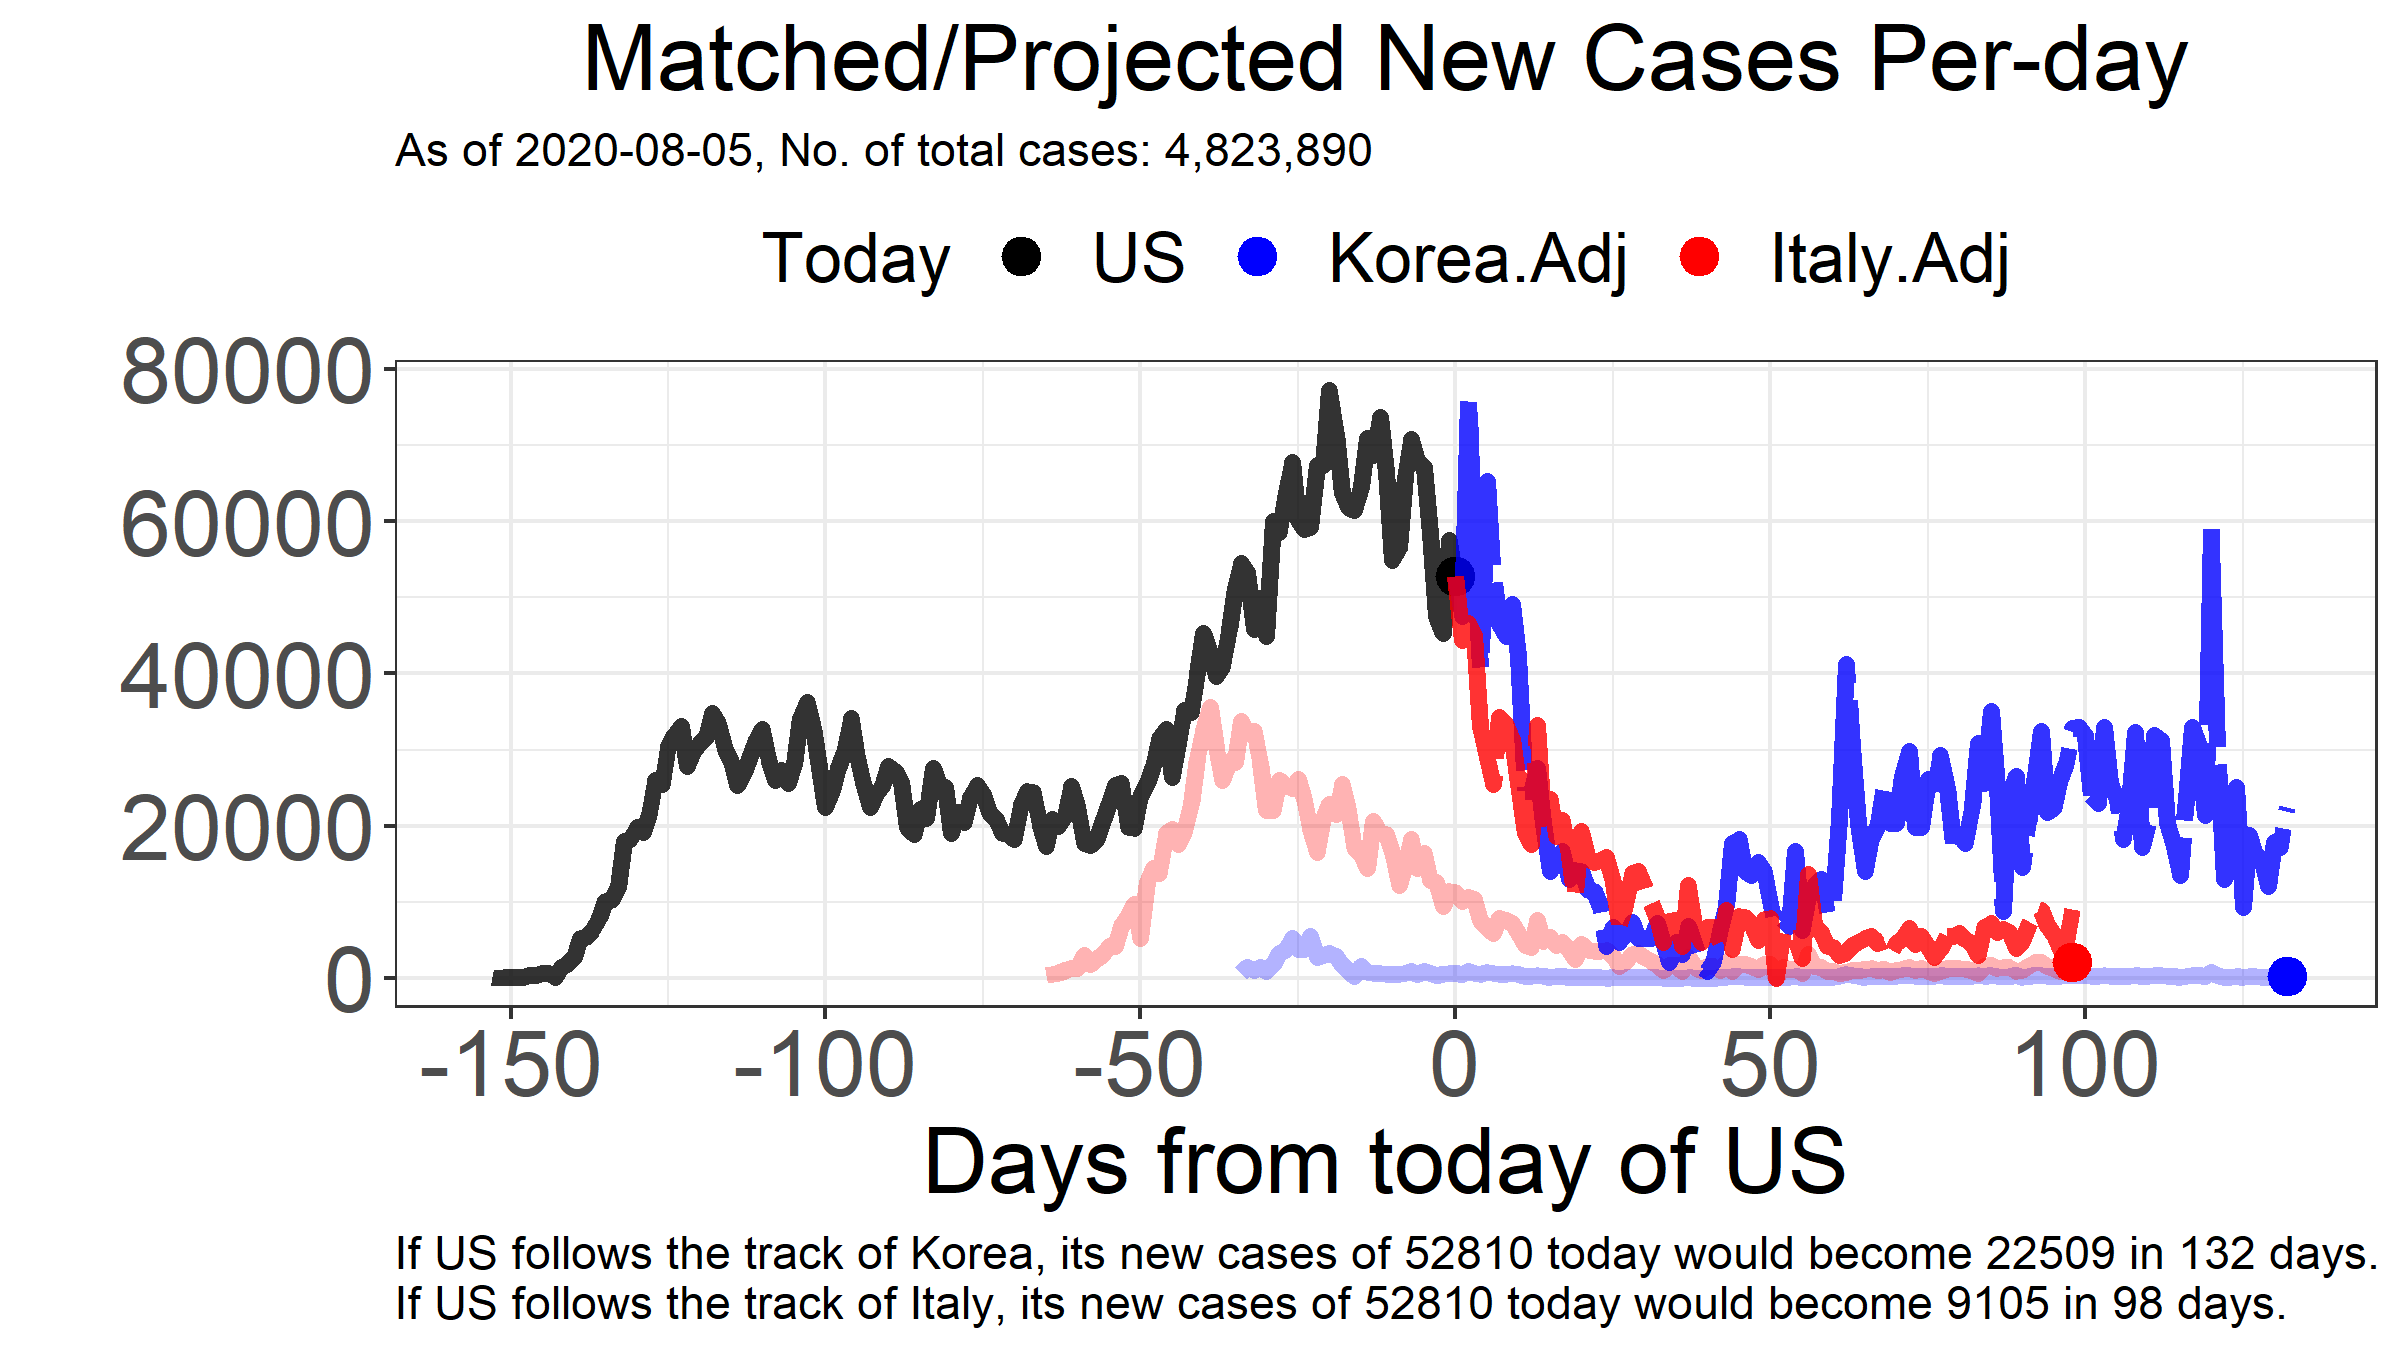 Matched/Projected New Cases Per-day
As of 2020-08-05, No. of total cases: 4,823,890
Today US Korea.Adj Italy.Adj
80000
60000
40000
20000
0
-150 -100 -50 0 50 100
Days from today of US
If US follows the track of Korea, its new cases of 52810 today would become 22509 in 132 days.
If US follows the track of Italy, its new cases of 52810 today would become 9105 in 98 days.